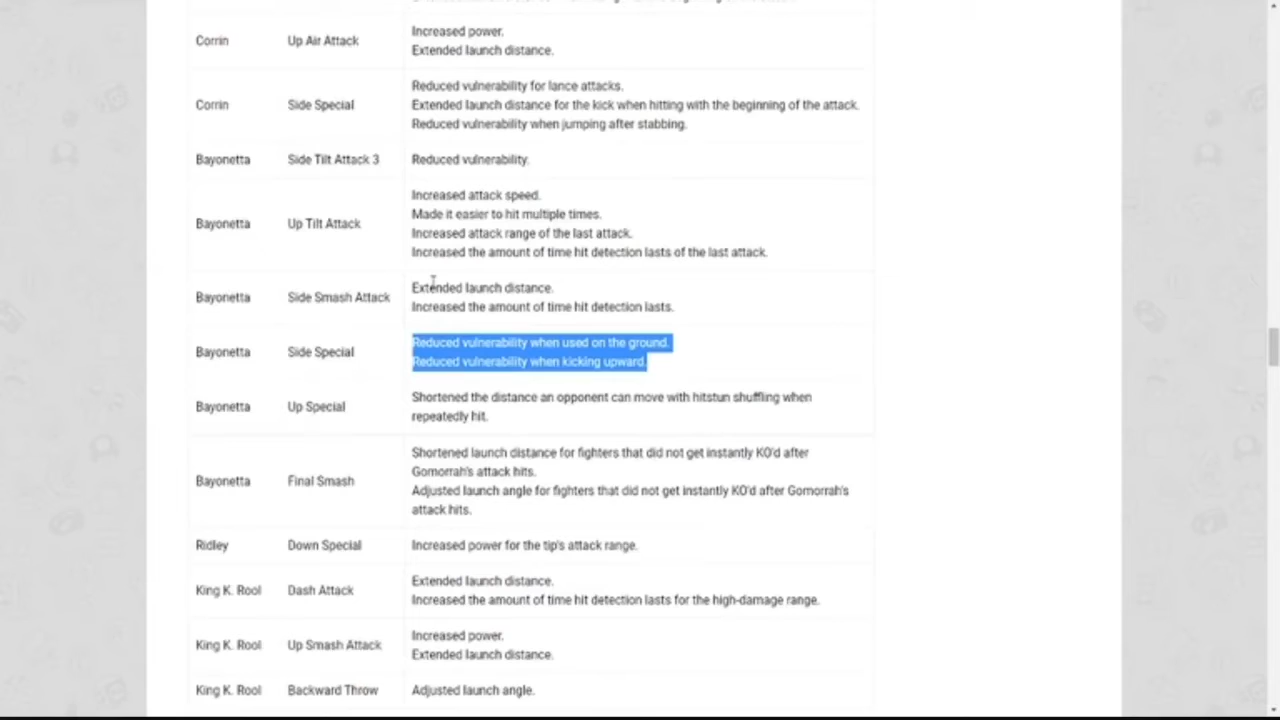 Corrin Up Air Attack Increased power.
Extended launch distance.
Corrin Side Special Reduced vulnerability for lance attacks.
Extended launch distance for the kick when hitting with the beginning of the attack.
Reduced vulnerability when jumping after stabbing.
Bayonetta Side Tilt Attack 3 Reduced vulnerability.
Bayonetta Up Tilt Attack Increased attack speed.
Made it easier to hit multiple times.
Increased attack range of the last attack.
Increased the amount of time hit detection lasts of the last attack.
Bayonetta Side Smash Attack Extended launch distance.
Increased the amount of time hit detection lasts.
Bayonetta Side Special Reduced vulnerability when used on the ground.
Reduced vulnerability when kicking upward.
Bayonetta Up Special Shortened the distance an opponent can move with hitstun shuffling when
repeatedly hit.
Bayonetta Final Smash Shortened launch distance for fighters that did not get instantly KO'd after
Gomorrah's attack hits.
Adjusted launch angle for fighters that did not get instantly KO'd after Gomorrah's
attack hits.
Ridley Down Special Increased power for the tip's attack range.
King K. Rool Dash Attack Extended launch distance.
Increased the amount of time hit detection lasts for the high-damage range.
King K. Rool Up Smash Attack Increased power.
Extended launch distance.
King K. Rool Backward Throw Adjusted launch angle.